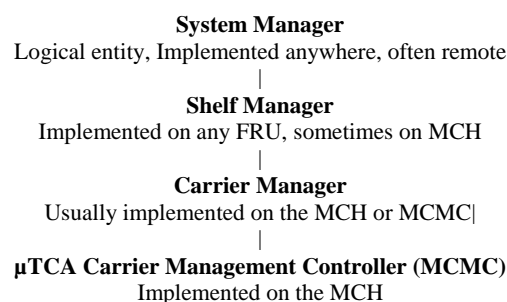 System Manager
Logical entity, Implemented anywhere, often remote
|
Shelf Manager
Implemented on any FRU, sometimes on MCH
|
Carrier Manager
Usually implemented on the MCH or MCMC|
|
µTCA Carrier Management Controller (MCMC)
Implemented on the MCH